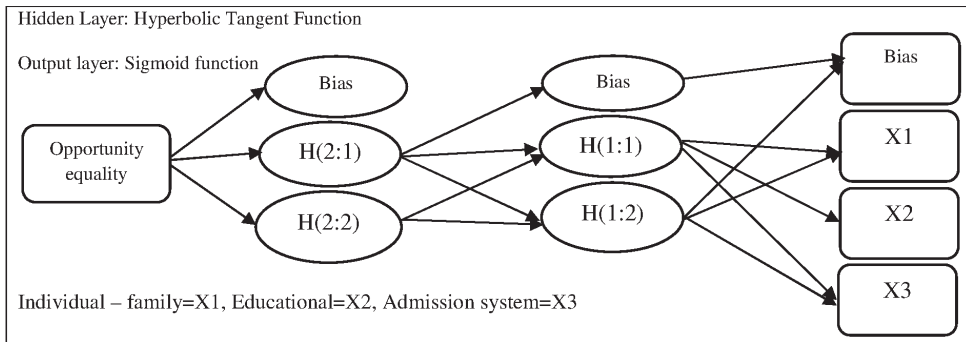 Hidden Layer: Hyperbolic Tangent Function
Output layer: Sigmoid function
Opportunity
equality
Bias
H(2:1)
H(2:2)
Bias
H(1:1)
H(1:2)
Bias
X1
X2
X3
Individual – family=X1, Educational=X2, Admission system=X3